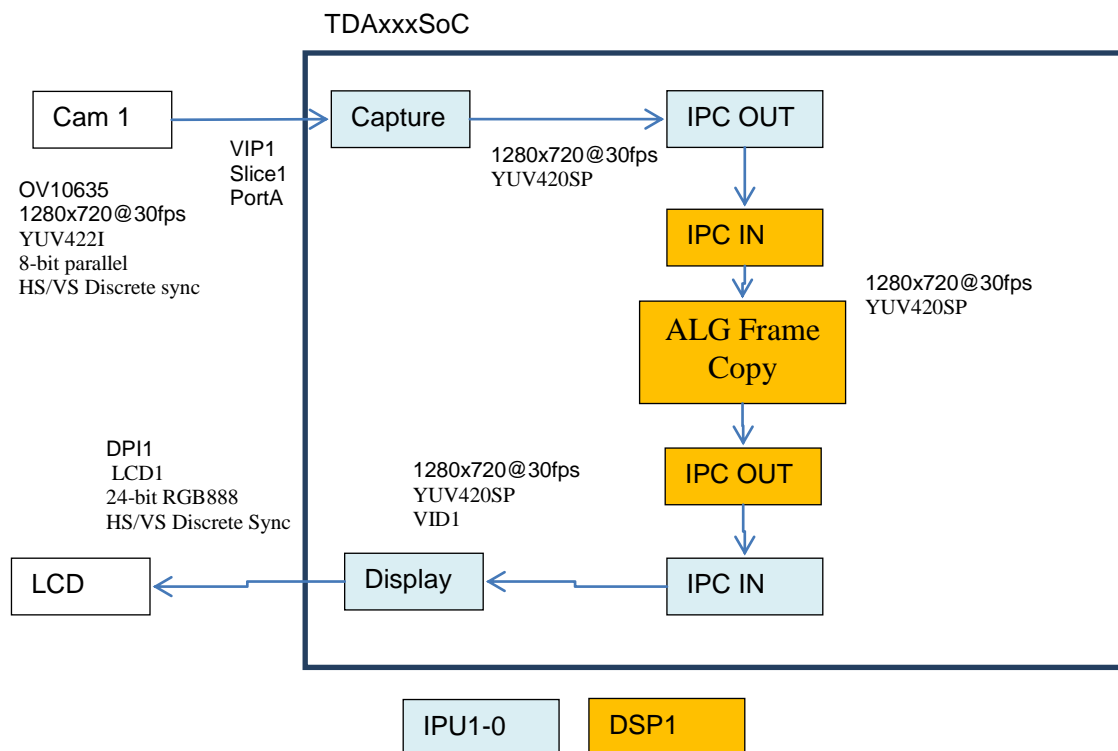 TDAxxxSoC
Cam 1
Capture
IPC OUT
VIP1
Slice1
PortA
1280x720@30fps
YUV420SP
OV10635
1280x720@30fps
YUV422I
8-bit parallel
HS/VS Discrete sync
IPC IN
1280x720@30fps
YUV420SP
ALG Frame
Copy
IPC OUT
DPI1
LCD1
24-bit RGB888
HS/VS Discrete Sync
1280x720@30fps
YUV420SP
VID1
LCD
Display
IPC IN
IPU1-0
DSP1